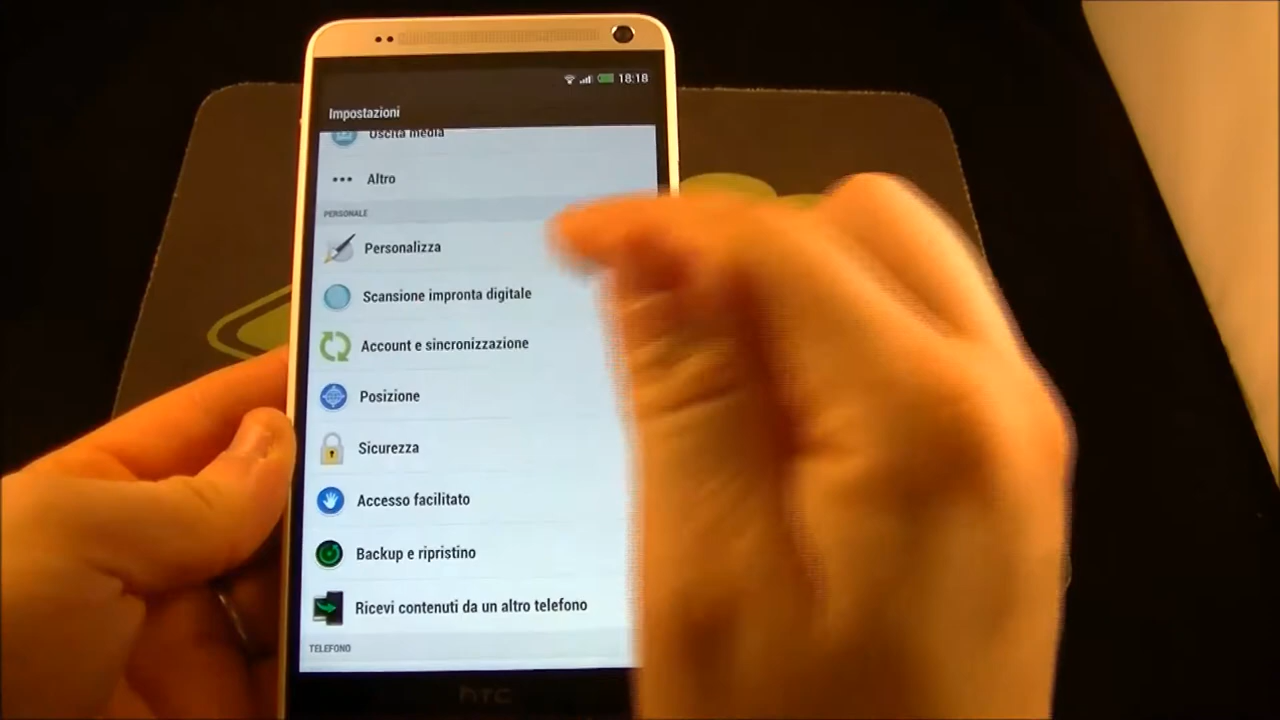 18:18
Impostazioni
Uscita media
Altro
PERSONALE
Personalizza
Scansione impronta digitale
Account e sincronizzazione
Posizione
Sicurezza
Accesso facilitato
Backup e ripristino
Ricevi contenuti da un altro telefono
TELEFONO
hTC